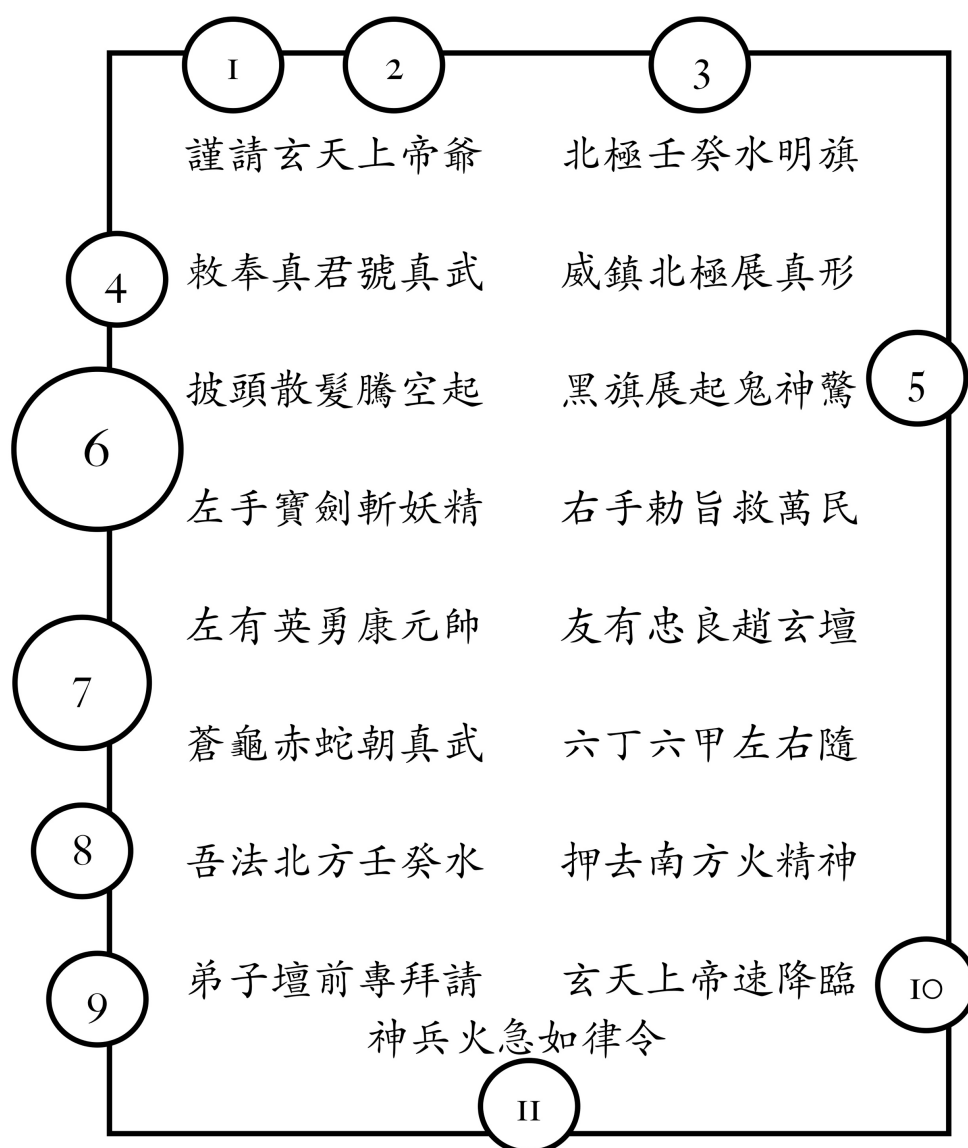 1 2 3
謹請玄天上帝爺 北極壬癸水明旗
4 敕奉真君號真武 威鎮北極展真形
披頭散髮騰空起 黑旗展起鬼神驚 5
6
左手寶劍斬妖精 右手勅旨救萬民
左有英勇康元帥 友有忠良趙玄壇
7
蒼龜赤蛇朝真武 六丁六甲左右隨
8 吾法北方壬癸水 押去南方火精神
9 弟子壇前專拜請 玄天上帝速降臨 10
神兵火急如律令
11